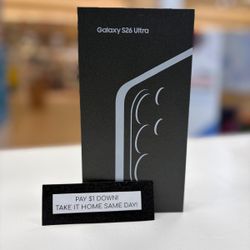 Galaxy S26 Ultra
PAY $1 DOWN!
TAKE IT HOME SAME DAY!